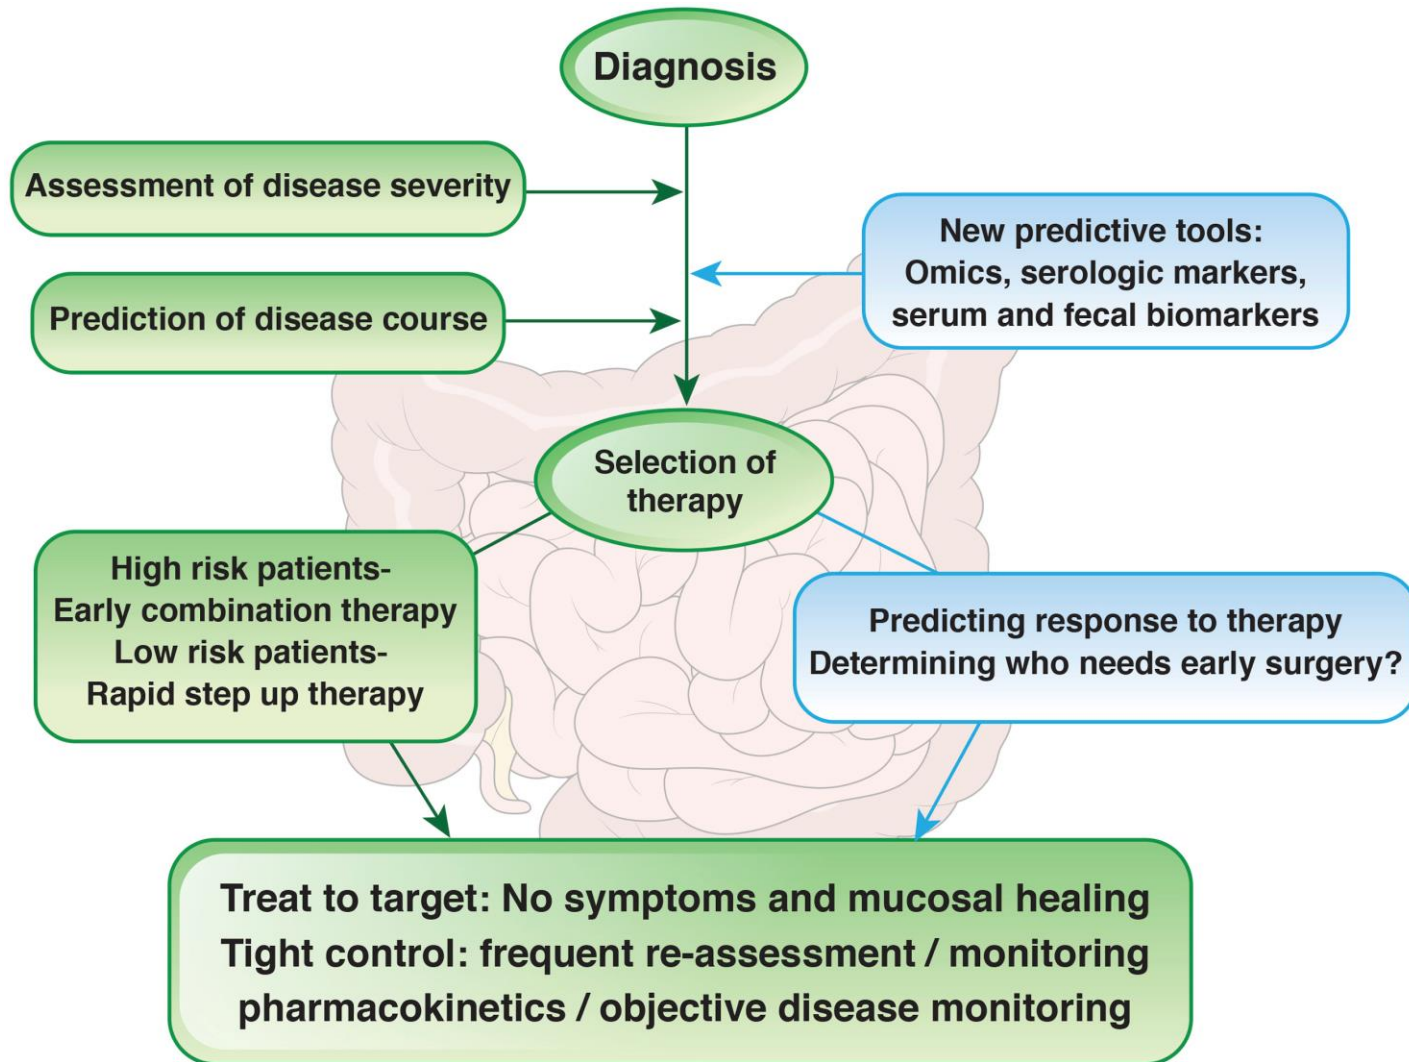 Diagnosis
Assessment of disease severity
New predictive tools:
Omics, serologic markers,
serum and fecal biomarkers
Prediction of disease course
Selection of
therapy
High risk patients-
Early combination therapy
Low risk patients-
Rapid step up therapy
Predicting response to therapy
Determining who needs early surgery?
Treat to target: No symptoms and mucosal healing
Tight control: frequent re-assessment / monitoring
pharmacokinetics / objective disease monitoring